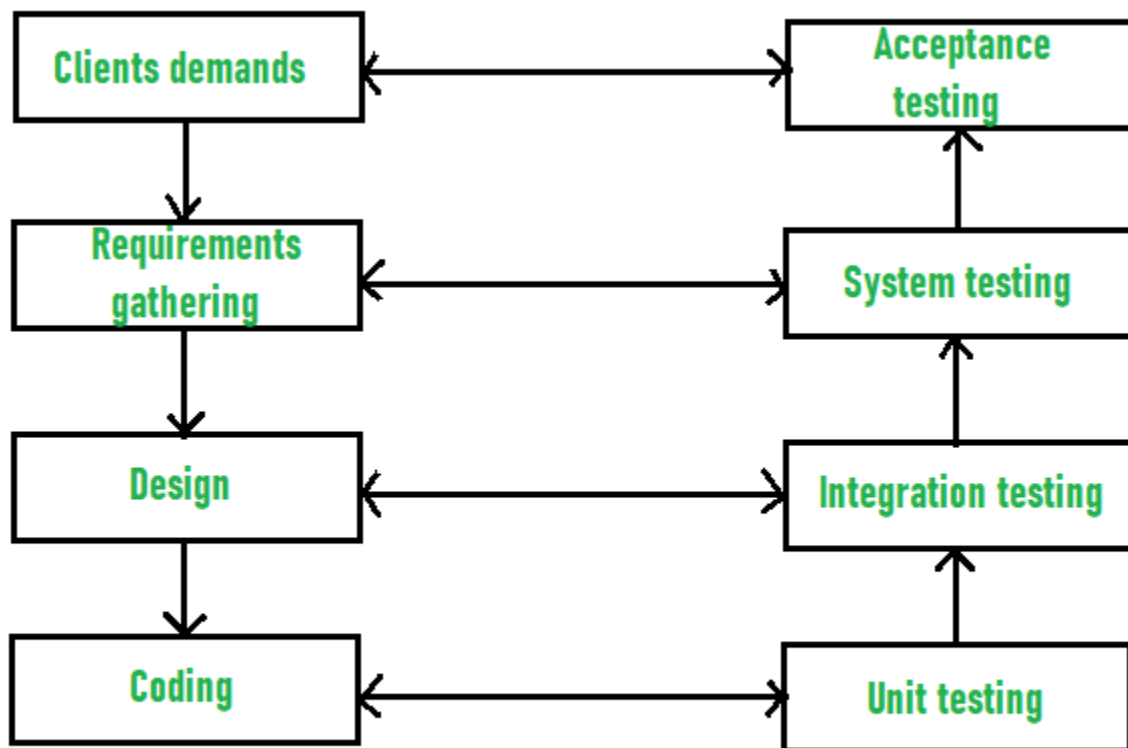 Clients demands
Acceptance
testing
Requirements
gathering
System testing
Design
Integration testing
Coding
Unit testing